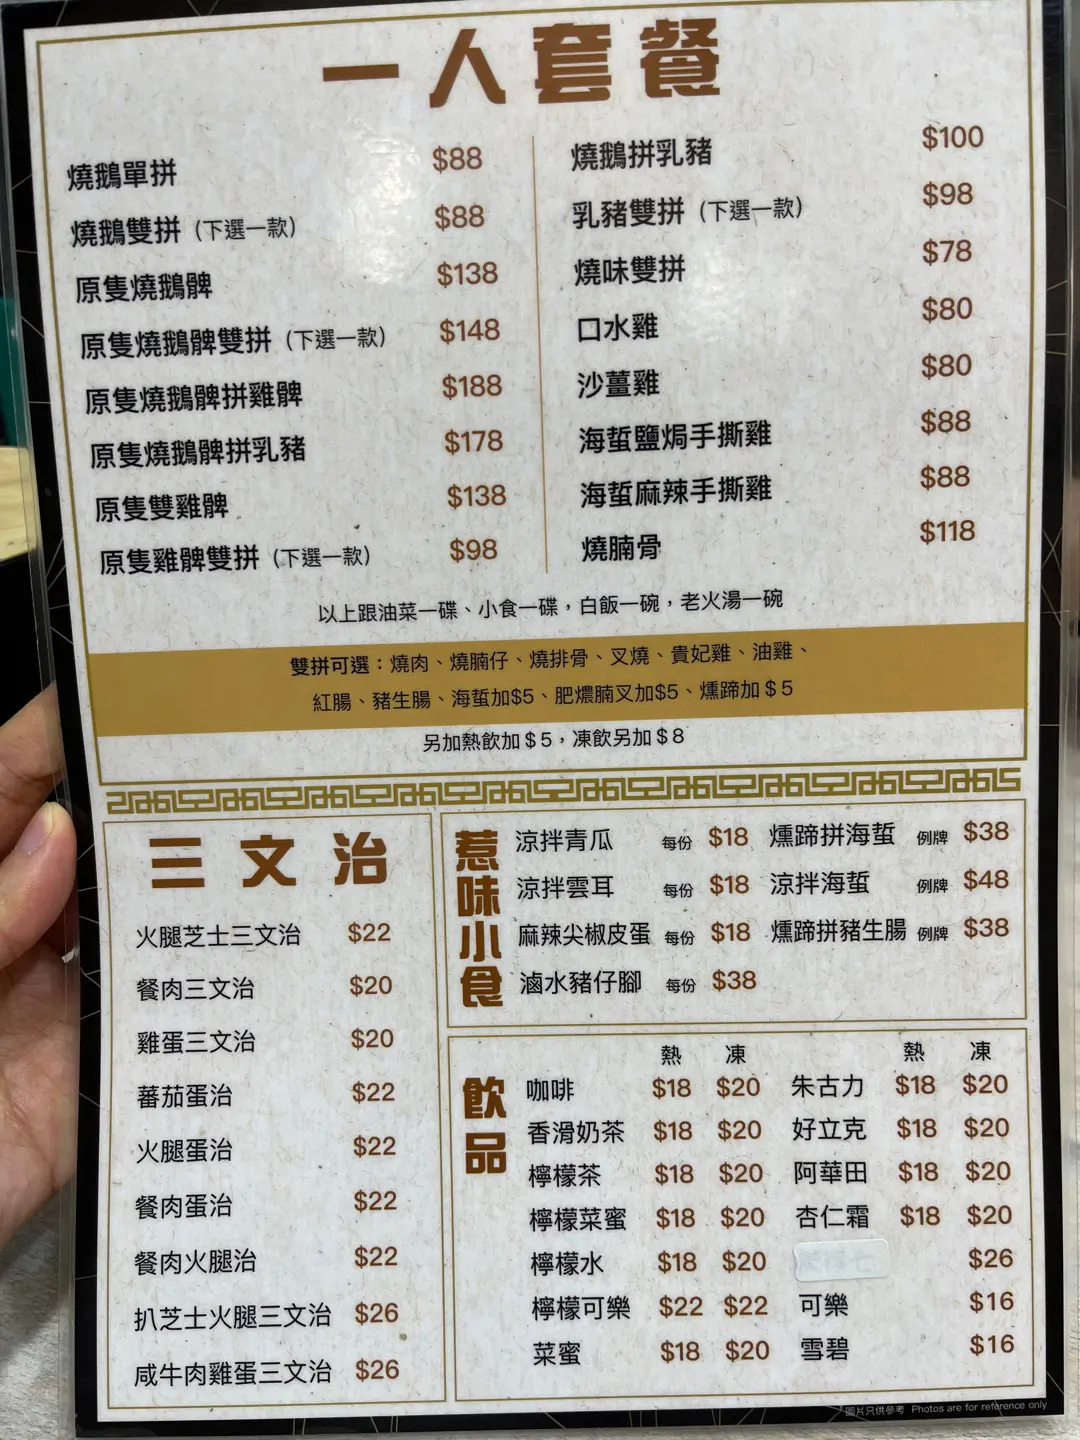 一人套餐
燒鵝單拼 $88
燒鵝雙拼 (下選一款) $88
原隻燒鵝髀 $138
原隻燒鵝髀雙拼 (下選一款) $148
原隻燒鵝髀拼雞髀 $188
原隻燒鵝髀拼乳豬 $178
原隻雙雞髀 $138
原隻雞髀雙拼 (下選一款) $98
燒鵝拼乳豬 $100
乳豬雙拼 (下選一款) $98
燒味雙拼 $78
口水雞 $80
沙薑雞 $80
海蜇鹽焗手撕雞 $88
海蜇麻辣手撕雞 $88
燒腩骨 $118
以上跟油菜一碟、小食一碟，白飯一碗，老火湯一碗
雙拼可選：燒肉、燒腩仔、燒排骨、叉燒、貴妃雞、油雞、
紅腸、豬生腸、海蜇加$5、肥燶腩叉加$5、燻蹄加＄5
另加熱飲加＄5，凍飲另加＄8
三文治
火腿芝士三文治 $22
餐肉三文治 $20
雞蛋三文治 $20
蕃茄蛋治 $22
火腿蛋治 $22
餐肉蛋治 $22
餐肉火腿治 $22
扒芝士火腿三文治 $26
咸牛肉雞蛋三文治 $26
惹味小食
涼拌青瓜 每份 $18 燻蹄拼海蜇 例牌 $38
涼拌雲耳 每份 $18 涼拌海蜇 例牌 $48
麻辣尖椒皮蛋 每份 $18 燻蹄拼豬生腸 例牌 $38
滷水豬仔腳 每份 $38
飲品
熱 凍 熱 凍
咖啡 $18 $20 朱古力 $18 $20
香滑奶茶 $18 $20 好立克 $18 $20
檸檬茶 $18 $20 阿華田 $18 $20
檸檬菜蜜 $18 $20 杏仁霜 $18 $20
檸檬水 $18 $20 $26
檸檬可樂 $22 $22 可樂 $16
菜蜜 $18 $20 雪碧 $16
圖片只供參考 Photos are for reference only